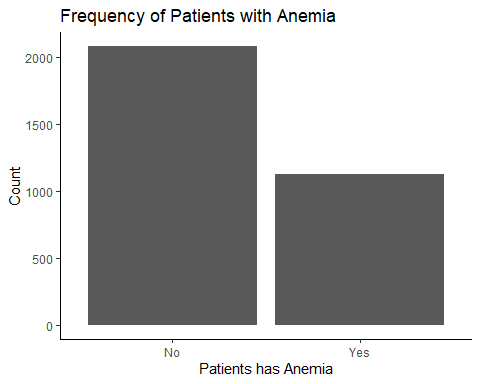 Frequency of Patients with Anemia
2000
1500
1000
500
0
Count
No
Yes
Patients has Anemia